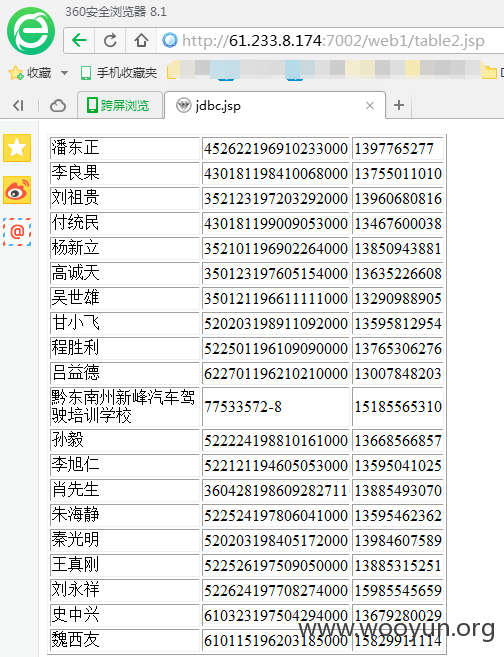 360安全浏览器 8.1
http://61.233.8.174:7002/web1/table2.jsp
收藏 手机收藏夹
跨屏浏览 jdbc.jsp
潘东正 452622196910233000 1397765277
李良果 430181198410068000 13755011010
刘祖贵 352123197203292000 13960680816
付统民 430181199009053000 13467600038
杨新立 352101196902264000 13850943881
高诚天 350123197605154000 13635226608
吴世雄 350121196611111000 13290988905
甘小飞 520203198911092000 13595812954
程胜利 522501196109090000 13765306276
吕益德 622701196210210000 13007848203
黔东南州新峰汽车驾
驶培训学校 77533572-8 15185565310
孙毅 522224198810161000 13668566857
李旭仁 522121194605053000 13595041025
肖先生 360428198609282711 13885493070
朱海静 522524197806041000 13595462362
秦光明 520203198405172000 13984607589
王真刚 522526197509050000 13885315251
刘永祥 522624197708274000 15985545659
史中兴 610323197504294000 13679280029
魏西友 610115196203185000 15829911114
www.wooyun.org